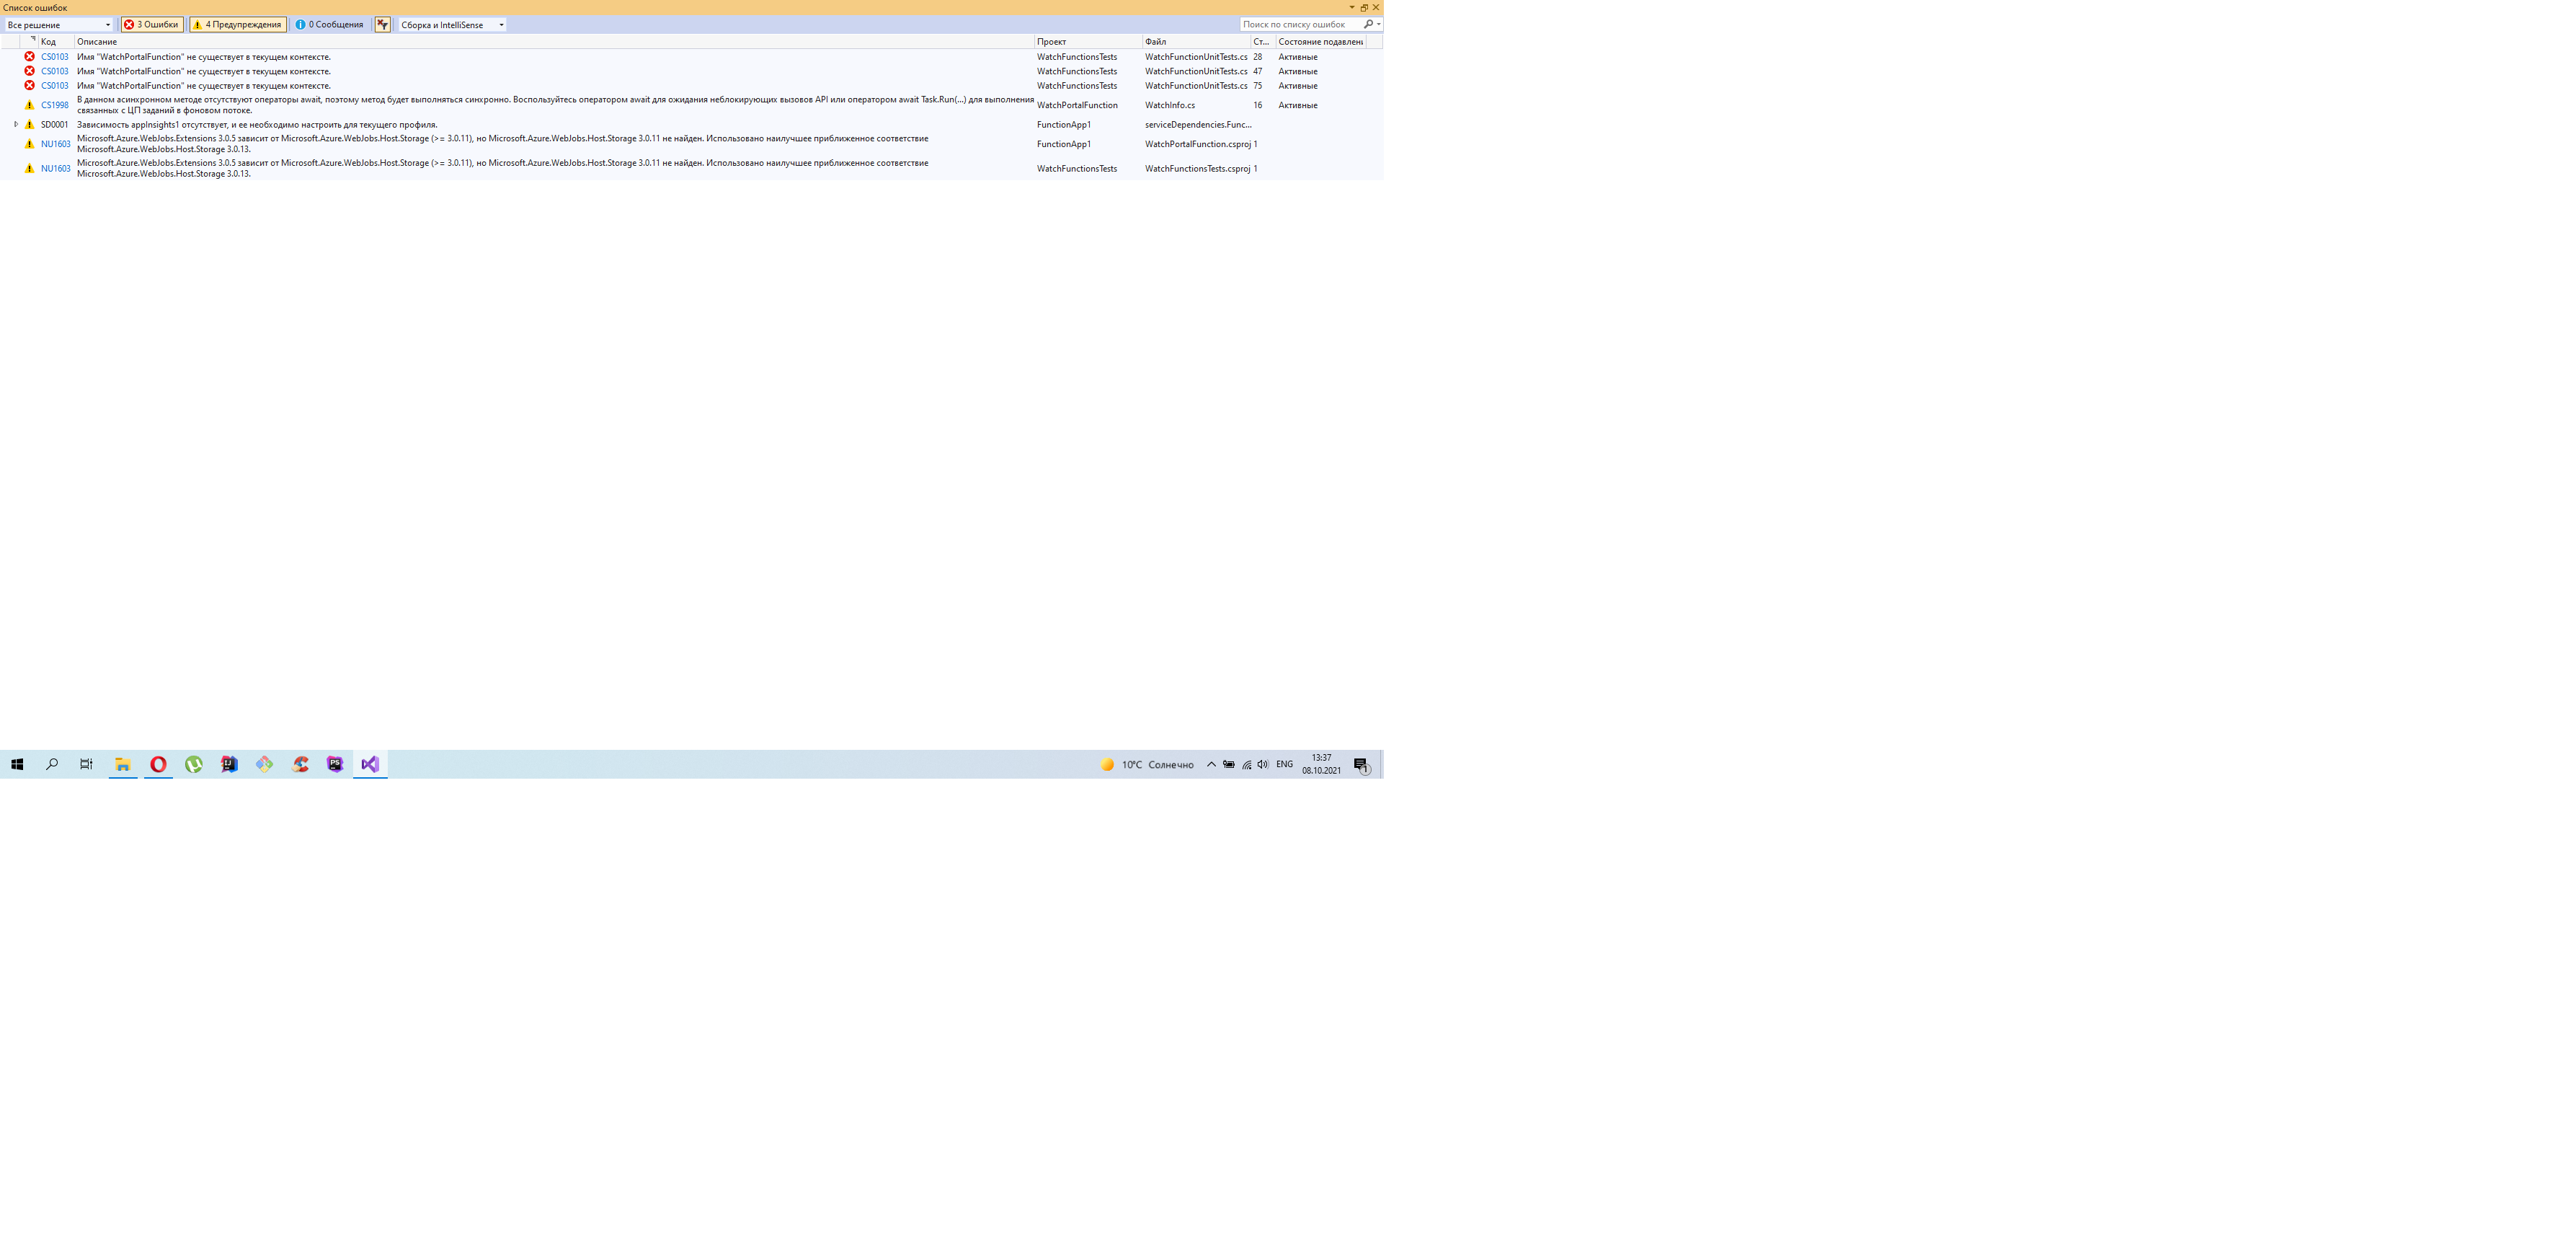 Список ошибок
Все решение 3 Ошибки 4 Предупреждения 0 Сообщения Сборка и IntelliSense Поиск по списку ошибок
Код Описание Проект Файл Ст... Состояние подавлени
CS0103 Имя "WatchPortalFunction" не существует в текущем контексте. WatchFunctionsTests WatchFunctionUnitTests.cs 28 Активные
CS0103 Имя "WatchPortalFunction" не существует в текущем контексте. WatchFunctionsTests WatchFunctionUnitTests.cs 47 Активные
CS0103 Имя "WatchPortalFunction" не существует в текущем контексте. WatchFunctionsTests WatchFunctionUnitTests.cs 75 Активные
CS1998 В данном асинхронном методе отсутствуют операторы await, поэтому метод будет выполняться синхронно. Воспользуйтесь оператором await для ожидания неблокирующих вызовов API или оператором await Task.Run(...) для выполнения
связанных с ЦП заданий в фоновом потоке. WatchPortalFunction WatchInfo.cs 16 Активные
SD0001 Зависимость appInsights1 отсутствует, и ее необходимо настроить для текущего профиля. FunctionApp1 serviceDependencies.Func...
NU1603 Microsoft.Azure.WebJobs.Extensions 3.0.5 зависит от Microsoft.Azure.WebJobs.Host.Storage (>= 3.0.11), но Microsoft.Azure.WebJobs.Host.Storage 3.0.11 не найден. Использовано наилучшее приближенное соответствие
Microsoft.Azure.WebJobs.Host.Storage 3.0.13. FunctionApp1 WatchPortalFunction.csproj 1
NU1603 Microsoft.Azure.WebJobs.Extensions 3.0.5 зависит от Microsoft.Azure.WebJobs.Host.Storage (>= 3.0.11), но Microsoft.Azure.WebJobs.Host.Storage 3.0.11 не найден. Использовано наилучшее приближенное соответствие
Microsoft.Azure.WebJobs.Host.Storage 3.0.13. WatchFunctionsTests WatchFunctionsTests.csproj 1
IJ PS 10°C Солнечно ENG 13:37
08.10.2021 1